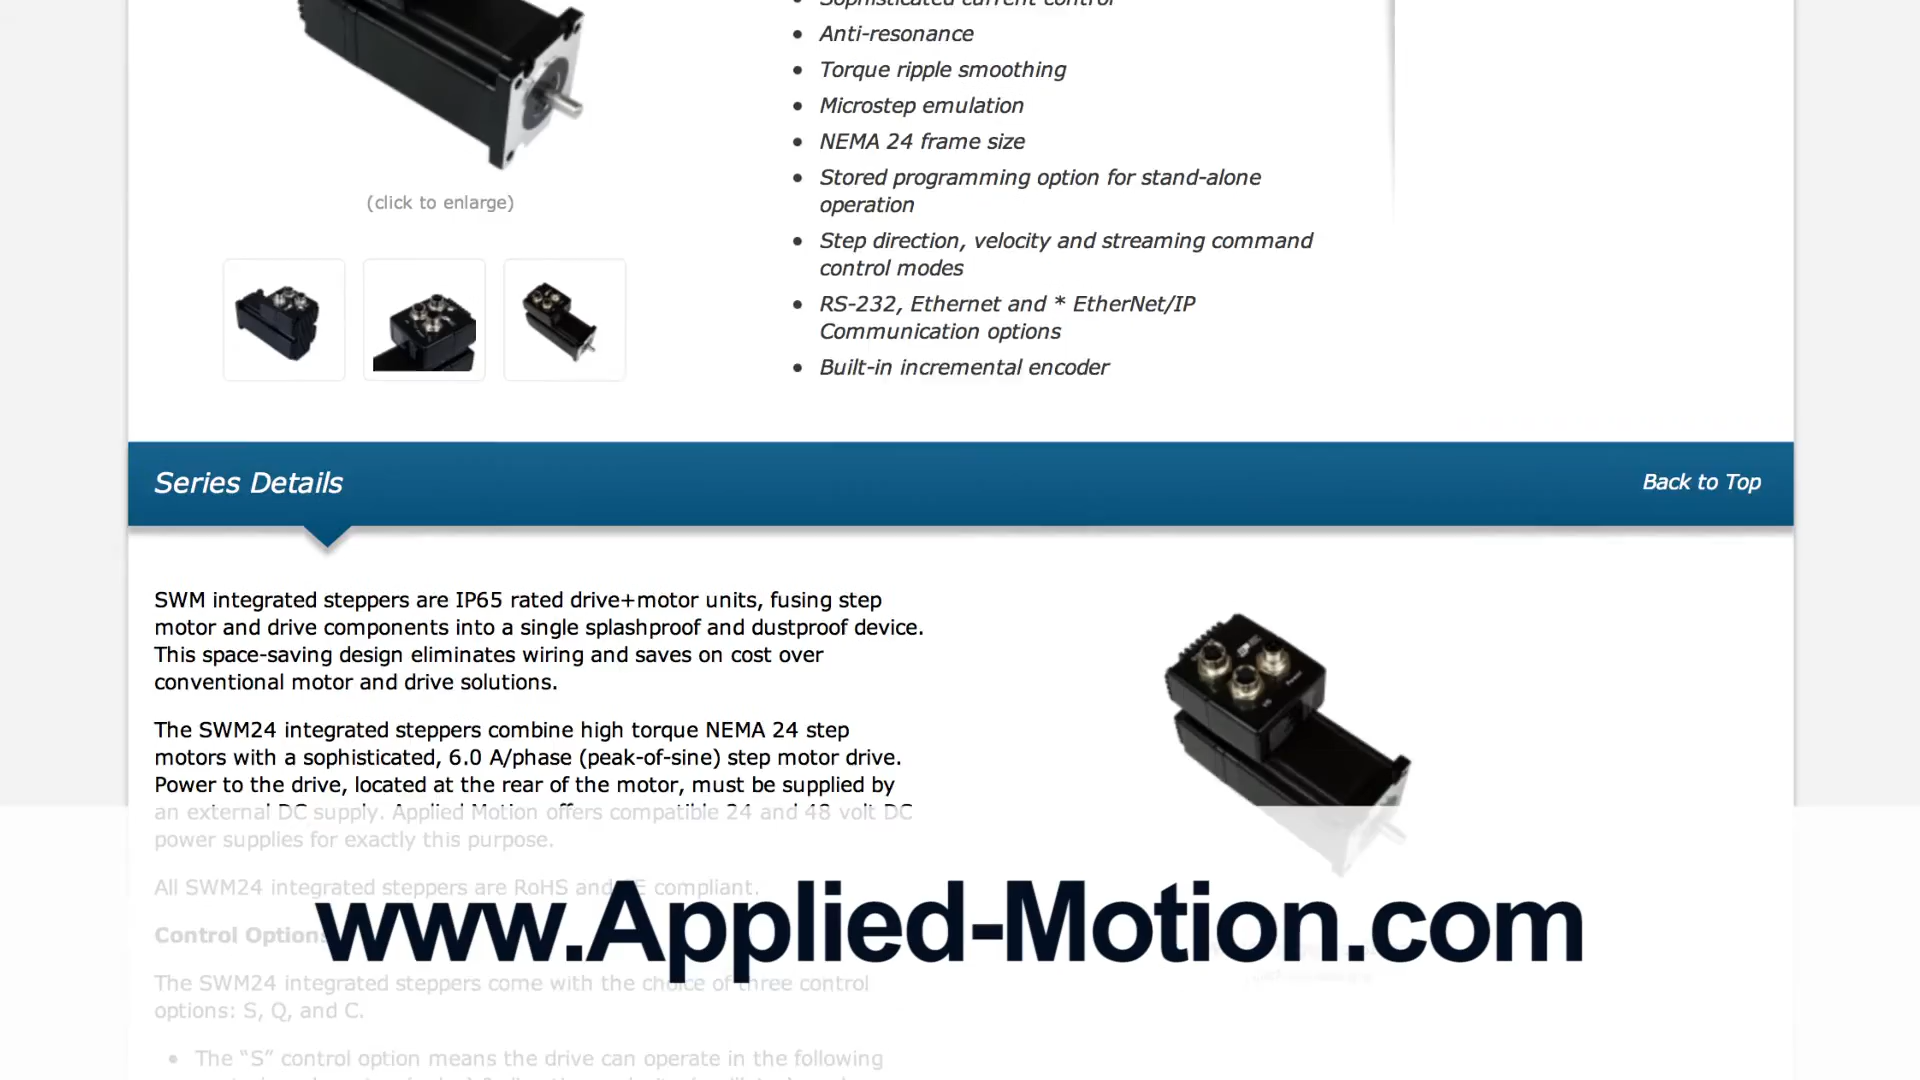 Sophisticated current control
Anti-resonance
Torque ripple smoothing
Microstep emulation
NEMA 24 frame size
Stored programming option for stand-alone
operation
Step direction, velocity and streaming command
control modes
RS-232, Ethernet and * EtherNet/IP
Communication options
Built-in incremental encoder
(click to enlarge)
Series Details
Back to Top
SWM integrated steppers are IP65 rated drive+motor units, fusing step
motor and drive components into a single splashproof and dustproof device.
This space-saving design eliminates wiring and saves on cost over
conventional motor and drive solutions.
The SWM24 integrated steppers combine high torque NEMA 24 step
motors with a sophisticated, 6.0 A/phase (peak-of-sine) step motor drive.
Power to the drive, located at the rear of the motor, must be supplied by
an external DC supply. Applied Motion offers compatible 24 and 48 volt DC
power supplies for exactly this purpose.
All SWM24 integrated steppers are RoHS and CE compliant.
Control Options
www.Applied-Motion.com
The SWM24 integrated steppers come with the choice of three control
options: S, Q, and C.
The “S” control option means the drive can operate in the following